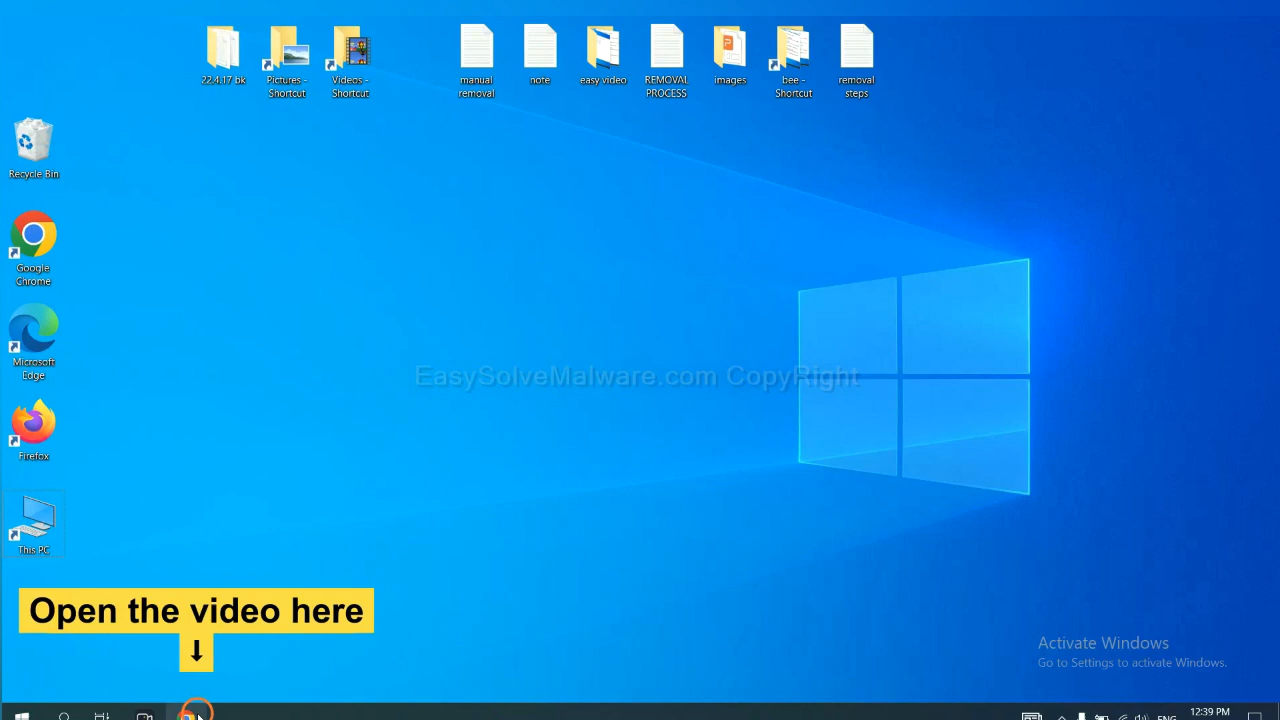 22.4.17 bk
Pictures -
Shortcut
Videos -
Shortcut
manual
removal
note
easy video
REMOVAL
PROCESS
images
bee -
Shortcut
removal
steps
Recycle Bin
Google
Chrome
Microsoft
Edge
EasySolveMalware.com CopyRight
Firefox
This PC
Open the video here
↓
Activate Windows
Go to Settings to activate Windows.
ENG
12:39 PM